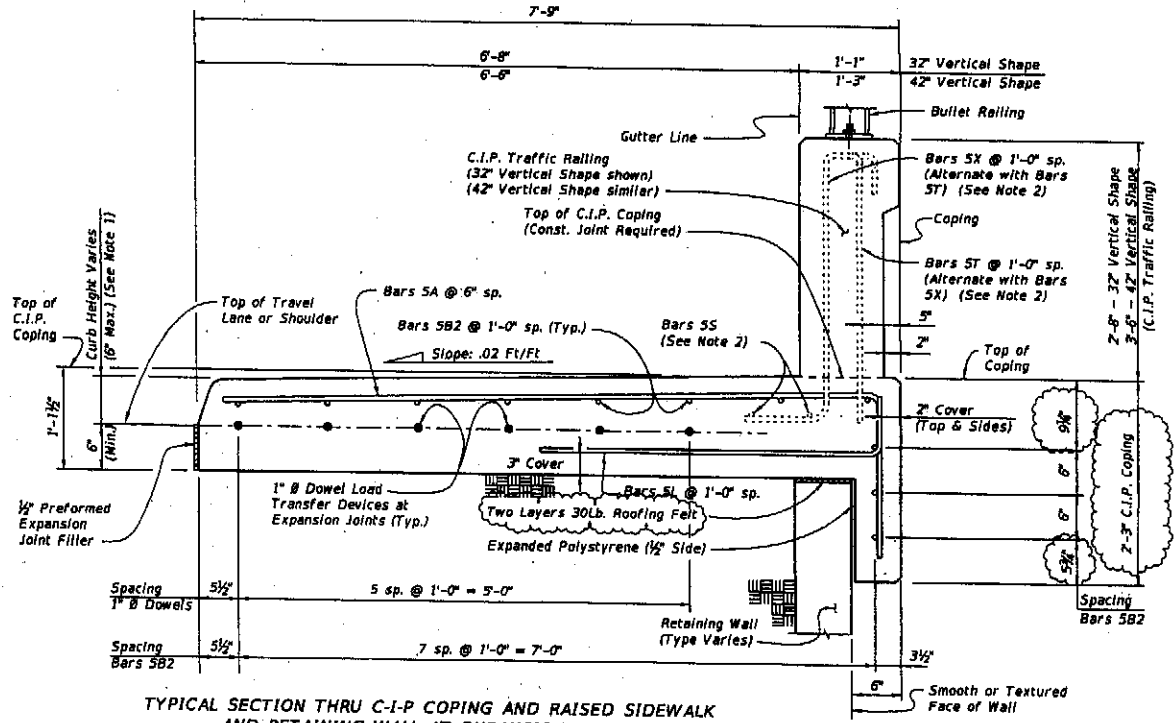 7'-9"
6'-8"
1'-1"
32" Vertical Shape
6'-6"
1'-3"
42" Vertical Shape
Bullet Railing
Gutter Line
C.I.P. Traffic Railing
(32" Vertical Shape shown)
(42" Vertical Shape similar)
Bars 5X @ 1'-0" sp.
(Alternate with Bars
5T) (See Note 2)
Top of C.I.P. Coping
(Const. Joint Required)
Coping
2'-8" - 32" Vertical Shape
3'-6" - 42" Vertical Shape
(C.I.P. Traffic Railing)
Bars 5T @ 1'-0" sp.
(Alternate with Bars
5X) (See Note 2)
Curb Height Varies
(6" Max.) (See Note 1)
Top of
C.I.P.
Coping
Top of Travel
Lane or Shoulder
Bars 5A @ 6" sp.
Bars 5B2 @ 1'-0" sp. (Typ.)
Bars 5S
(See Note 2)
5"
2"
Slope: .02 Ft/Ft
Top of
Coping
1'-1½"
6"
(Min.)
2" Cover
(Top & Sides)
9¼"
6"
6"
5¾"
2'-3" C.I.P. Coping
3" Cover
½" Preformed
Expansion
Joint Filler
1" Ø Dowel Load
Transfer Devices at
Expansion Joints (Typ.)
Bars 5L @ 1'-0" sp.
Two Layers 30Lb. Roofing Felt
Expanded Polystyrene (½" Side)
Spacing
1" Ø Dowels
5½"
5 sp. @ 1'-0" = 5'-0"
Spacing
Bars 5B2
Retaining Wall
(Type Varies)
Spacing
Bars 5B2
5½"
7 sp. @ 1'-0" = 7'-0"
3½"
6"
Smooth or Textured
Face of Wall
TYPICAL SECTION THRU C-I-P COPING AND RAISED SIDEWALK